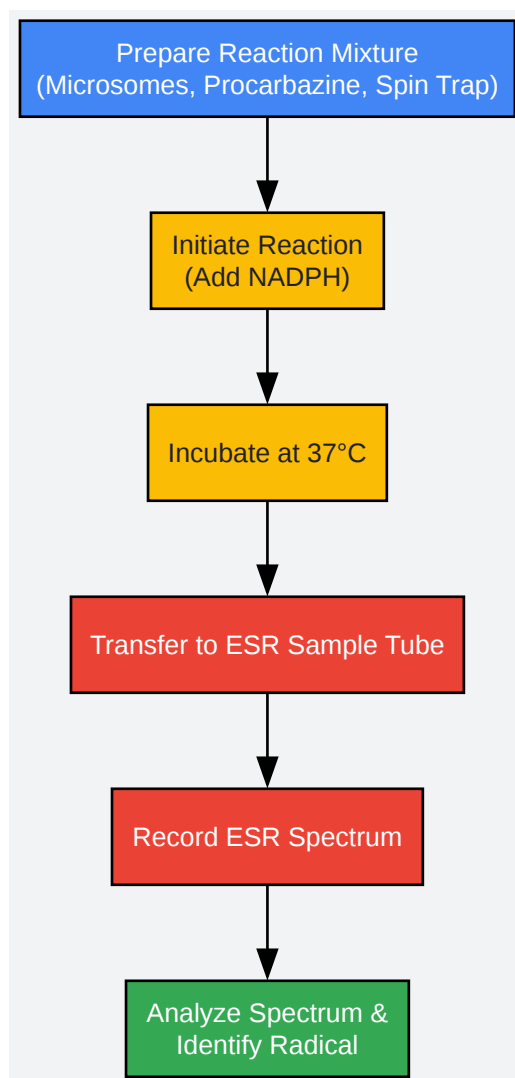 Prepare Reaction Mixture
(Microsomes, Procarbazine, Spin Trap)
Initiate Reaction
(Add NADPH)
Incubate at 37°C
Transfer to ESR Sample Tube
Record ESR Spectrum
Analyze Spectrum &
Identify Radical